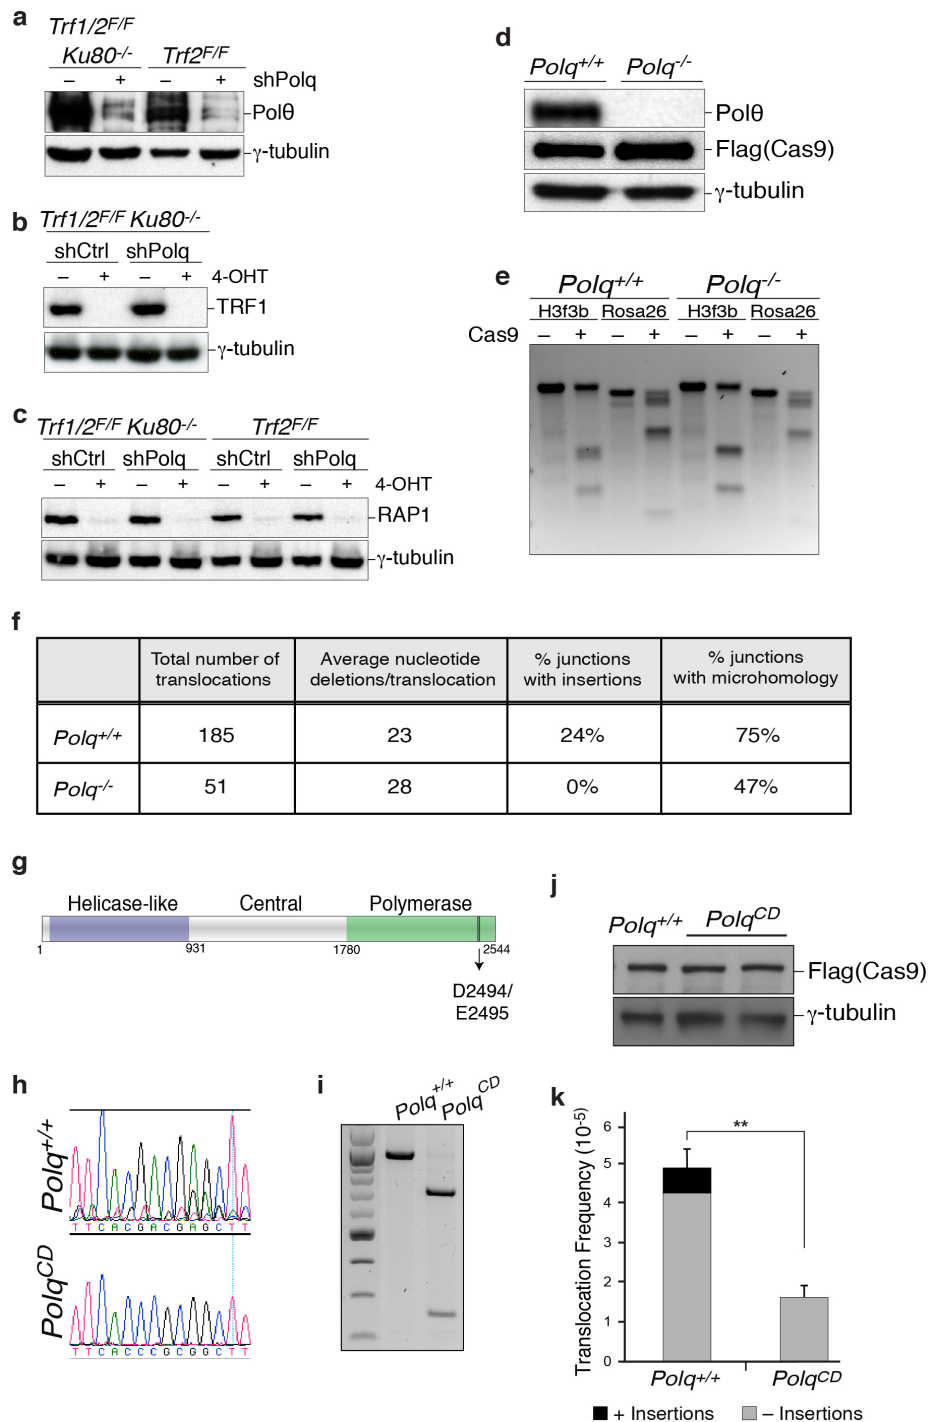 a
Trf1/2F/F
Ku80-/- Trf2F/F
– + – + shPolq
Polθ
γ-tubulin
b
Trf1/2F/F Ku80-/-
shCtrl shPolq
– + – + 4-OHT
TRF1
γ-tubulin
c
Trf1/2F/F Ku80-/- Trf2F/F
shCtrl shPolq shCtrl shPolq
– + – + – + – + 4-OHT
RAP1
γ-tubulin
d
Polq+/+ Polq-/-
Polθ
Flag(Cas9)
γ-tubulin
e
Polq+/+ Polq-/-
H3f3b Rosa26 H3f3b Rosa26
Cas9 – + – + – + – +
f
Total number of translocations
Average nucleotide deletions/translocation
% junctions with insertions
% junctions with microhomology
Polq+/+ 185 23 24% 75%
Polq-/- 51 28 0% 47%
g
Helicase-like Central Polymerase
1 931 1780 2544
D2494/
E2495
h
Polq+/+
TTCACGACGAGCTT
PolqCD
TTCACCCGCGGCTT
i
Polq+/+ PolqCD
j
Polq+/+ PolqCD
Flag(Cas9)
γ-tubulin
k
Translocation Frequency (10-5)
6
5
4
3
2
1
0
**
Polq+/+ PolqCD
+ Insertions – Insertions